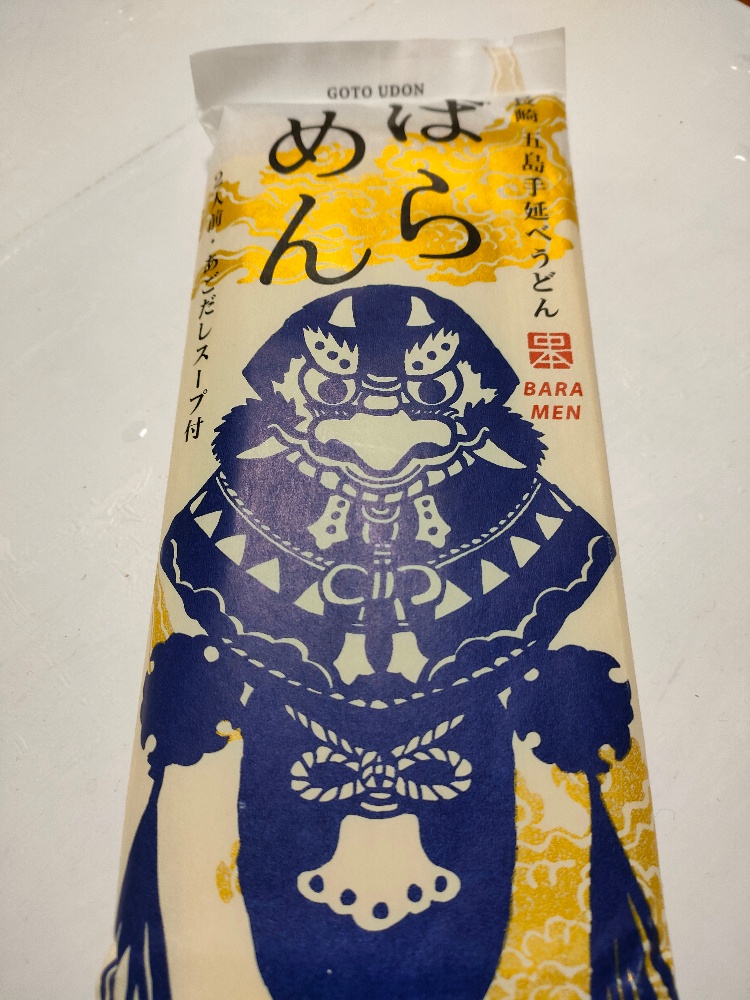 GOTO UDON
長崎 五島手延べうどん
ばら
めん
2人前・あごだしスープ付
BARA
MEN